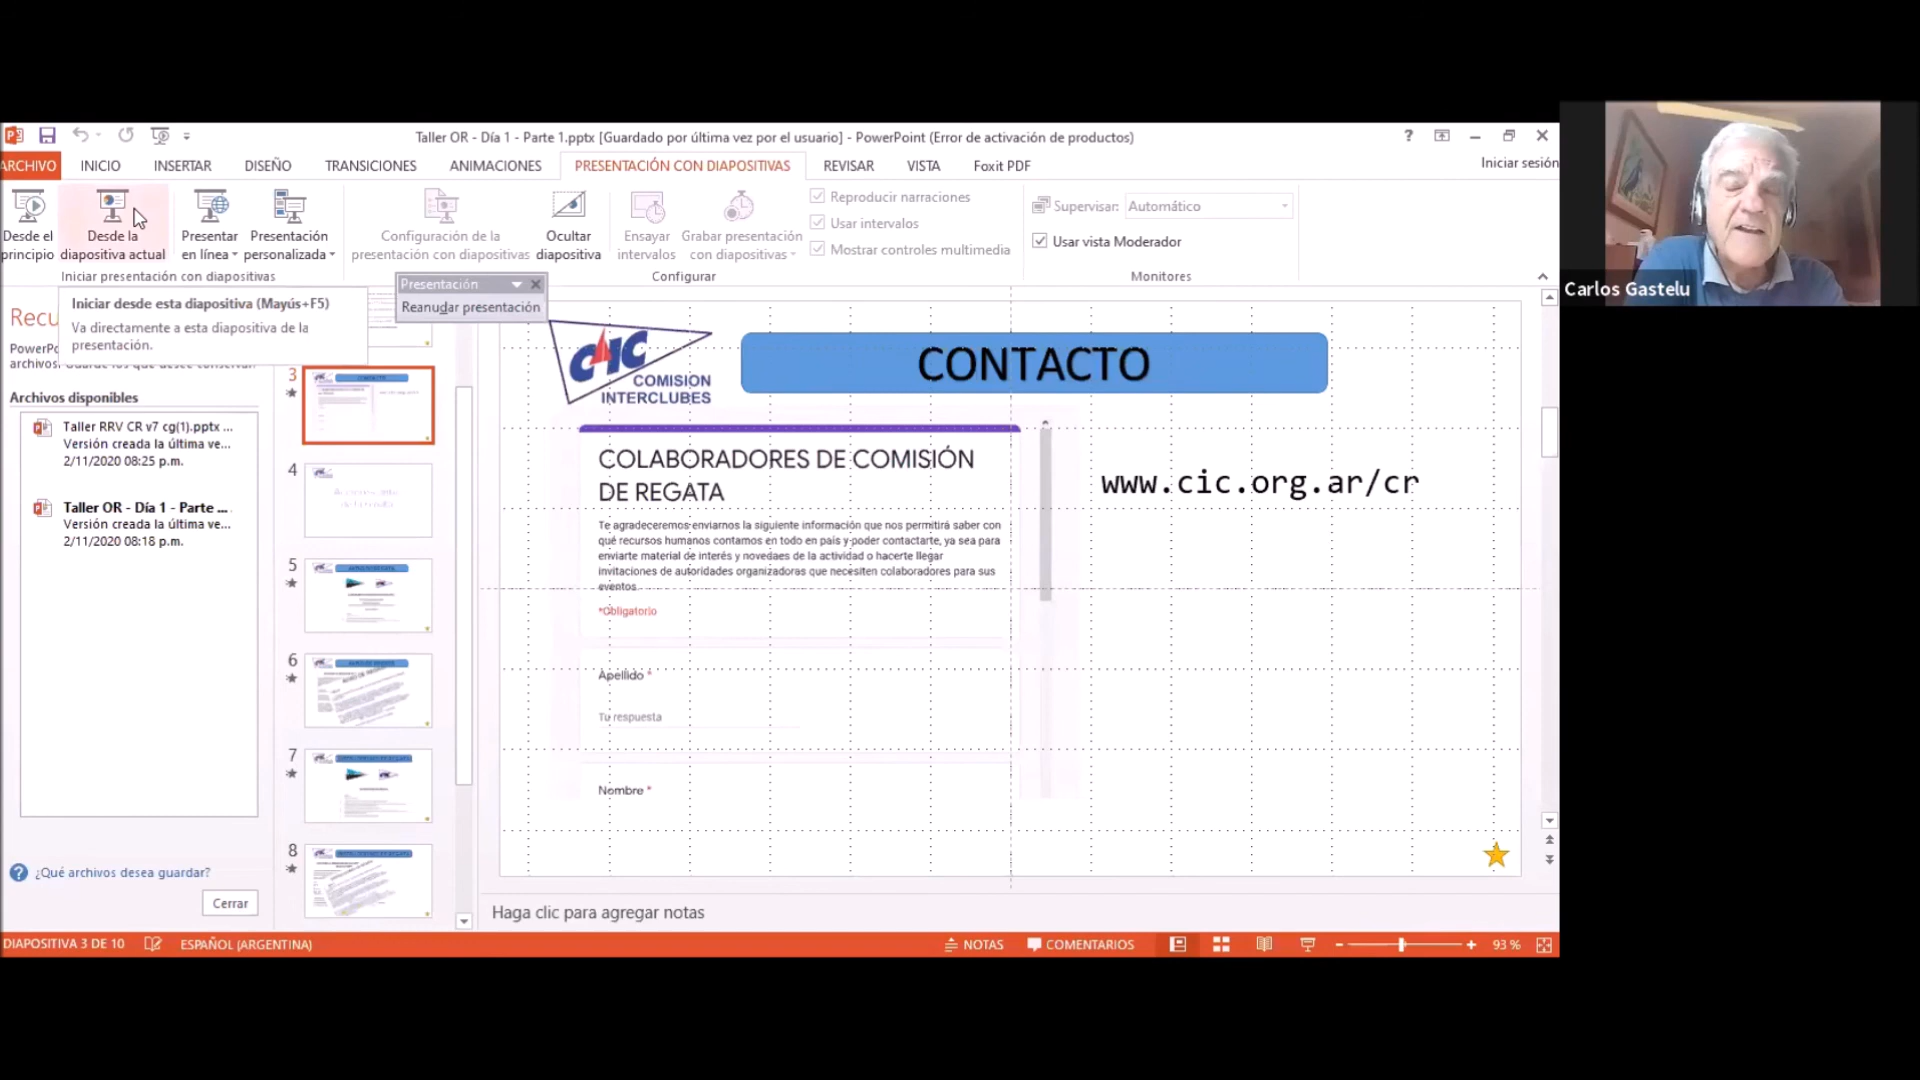 Taller OR - Día 1 - Parte 1.pptx [Guardado por última vez por el usuario] - PowerPoint (Error de activación de productos)
?
ARCHIVO INICIO INSERTAR DISEÑO TRANSICIONES ANIMACIONES PRESENTACIÓN CON DIAPOSITIVAS REVISAR VISTA Foxit PDF Iniciar sesión
Desde el principio
Desde la diapositiva actual
Presentar en línea
Presentación personalizada
Configuración de la presentación con diapositivas
Ocultar diapositiva
Ensayar intervalos
Grabar presentación con diapositivas
Reproducir narraciones
Usar intervalos
Mostrar controles multimedia
Supervisar: Automático
Usar vista Moderador
Iniciar presentación con diapositivas
Configurar
Monitores
Iniciar desde esta diapositiva (Mayús+F5)
Va directamente a esta diapositiva de la
presentación.
Presentación
Reanudar presentación
Archivos disponibles
Taller RRV CR v7 cg(1).pptx ...
Versión creada la última ve...
2/11/2020 08:25 p.m.
Taller OR - Día 1 - Parte ...
Versión creada la última ve...
2/11/2020 08:18 p.m.
¿Qué archivos desea guardar?
Cerrar
3
4
5
6
7
8
CIC
COMISION
INTERCLUBES
CONTACTO
COLABORADORES DE COMISIÓN
DE REGATA
Te agradeceremos enviarnos la siguiente información que nos permitirá saber con
qué recursos humanos contamos en todo en país y poder contactarte, ya sea para
enviarte material de interés y novedaes de la actividad o hacerte llegar
invitaciones de autoridades organizadoras que necesiten colaboradores para sus
eventos
*Obligatorio
Apellido *
Tu respuesta
Nombre *
www.cic.org.ar/cr
Haga clic para agregar notas
DIAPOSITIVA 3 DE 10 ESPAÑOL (ARGENTINA) NOTAS COMENTARIOS 93 %
Carlos Gastelu